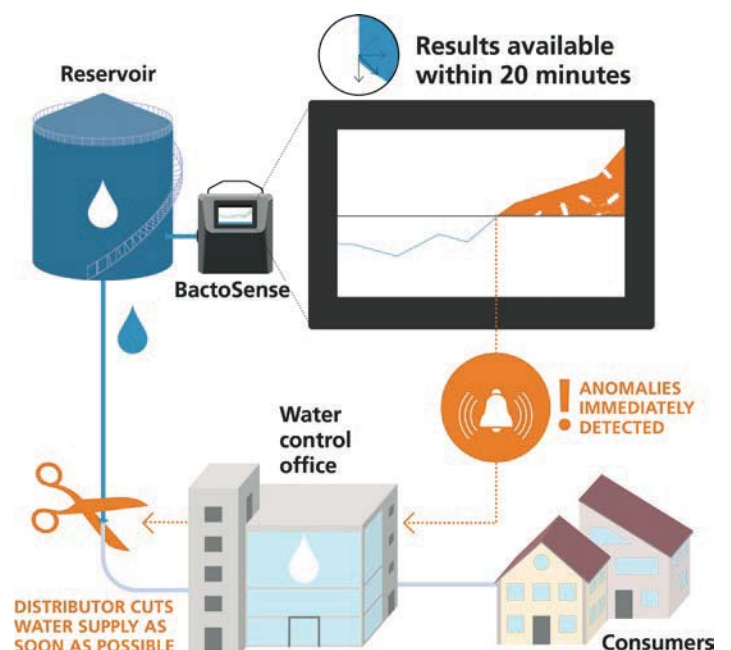 Results available
within 20 minutes
Reservoir
BactoSense
ANOMALIES
IMMEDIATELY
DETECTED
Water
control
office
DISTRIBUTOR CUTS
WATER SUPPLY AS
SOON AS POSSIBLE
Consumers